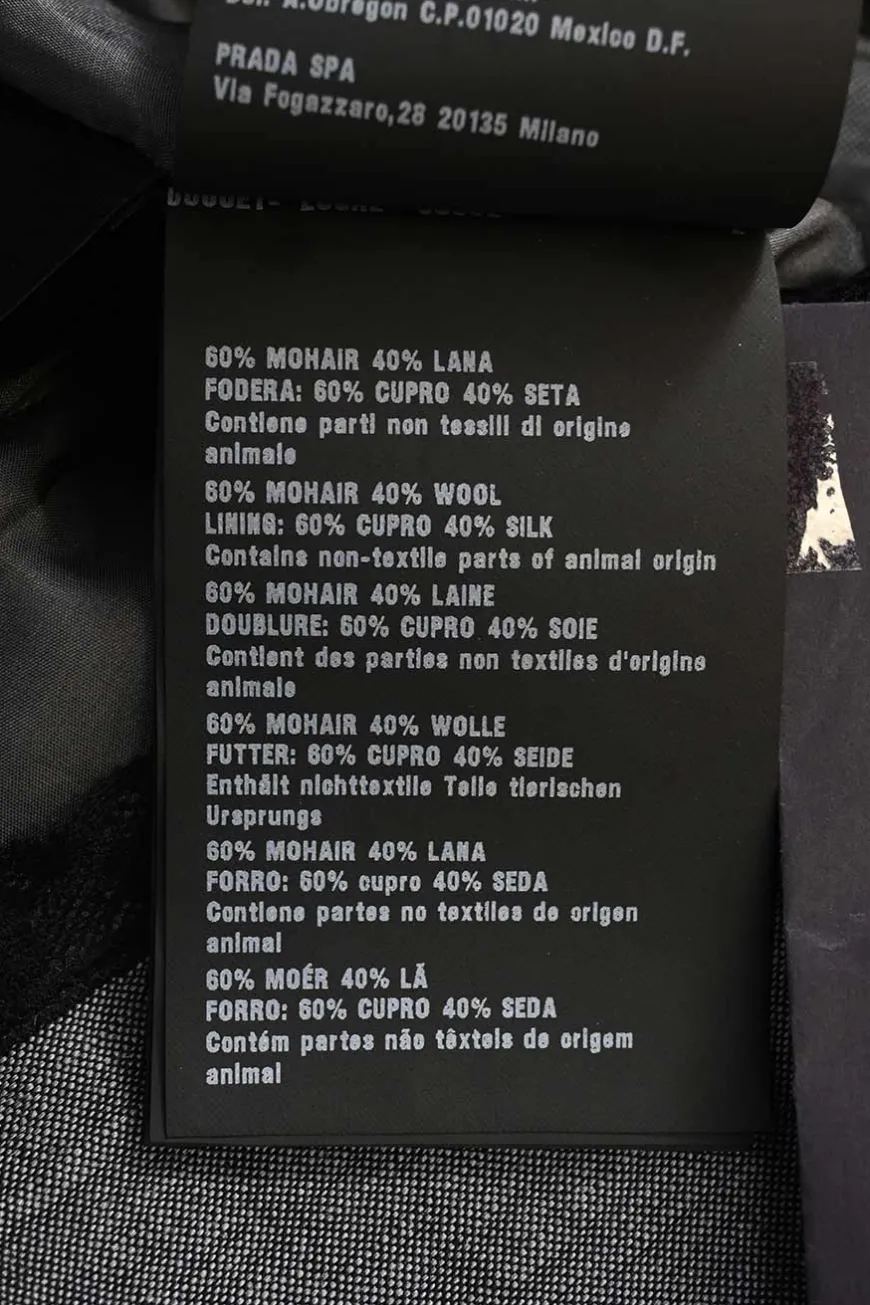 A.Obregon C.P.01020 Mexico D.F.
PRADA SPA
Via Fogazzaro,28 20135 Milano
60% MOHAIR 40% LANA
FODERA: 60% CUPRO 40% SETA
Contiene parti non tessili di origine
animale
60% MOHAIR 40% WOOL
LINING: 60% CUPRO 40% SILK
Contains non-textile parts of animal origin
60% MOHAIR 40% LAINE
DOUBLURE: 60% CUPRO 40% SOIE
Contient des parties non textiles d'origine
animale
60% MOHAIR 40% WOLLE
FUTTER: 60% CUPRO 40% SEIDE
Enthält nichttextile Teile tierischen
Ursprungs
60% MOHAIR 40% LANA
FORRO: 60% cupro 40% SEDA
Contiene partes no textiles de origen
animal
60% MOÉR 40% LÃ
FORRO: 60% CUPRO 40% SEDA
Contém partes não têxteis de origem
animal